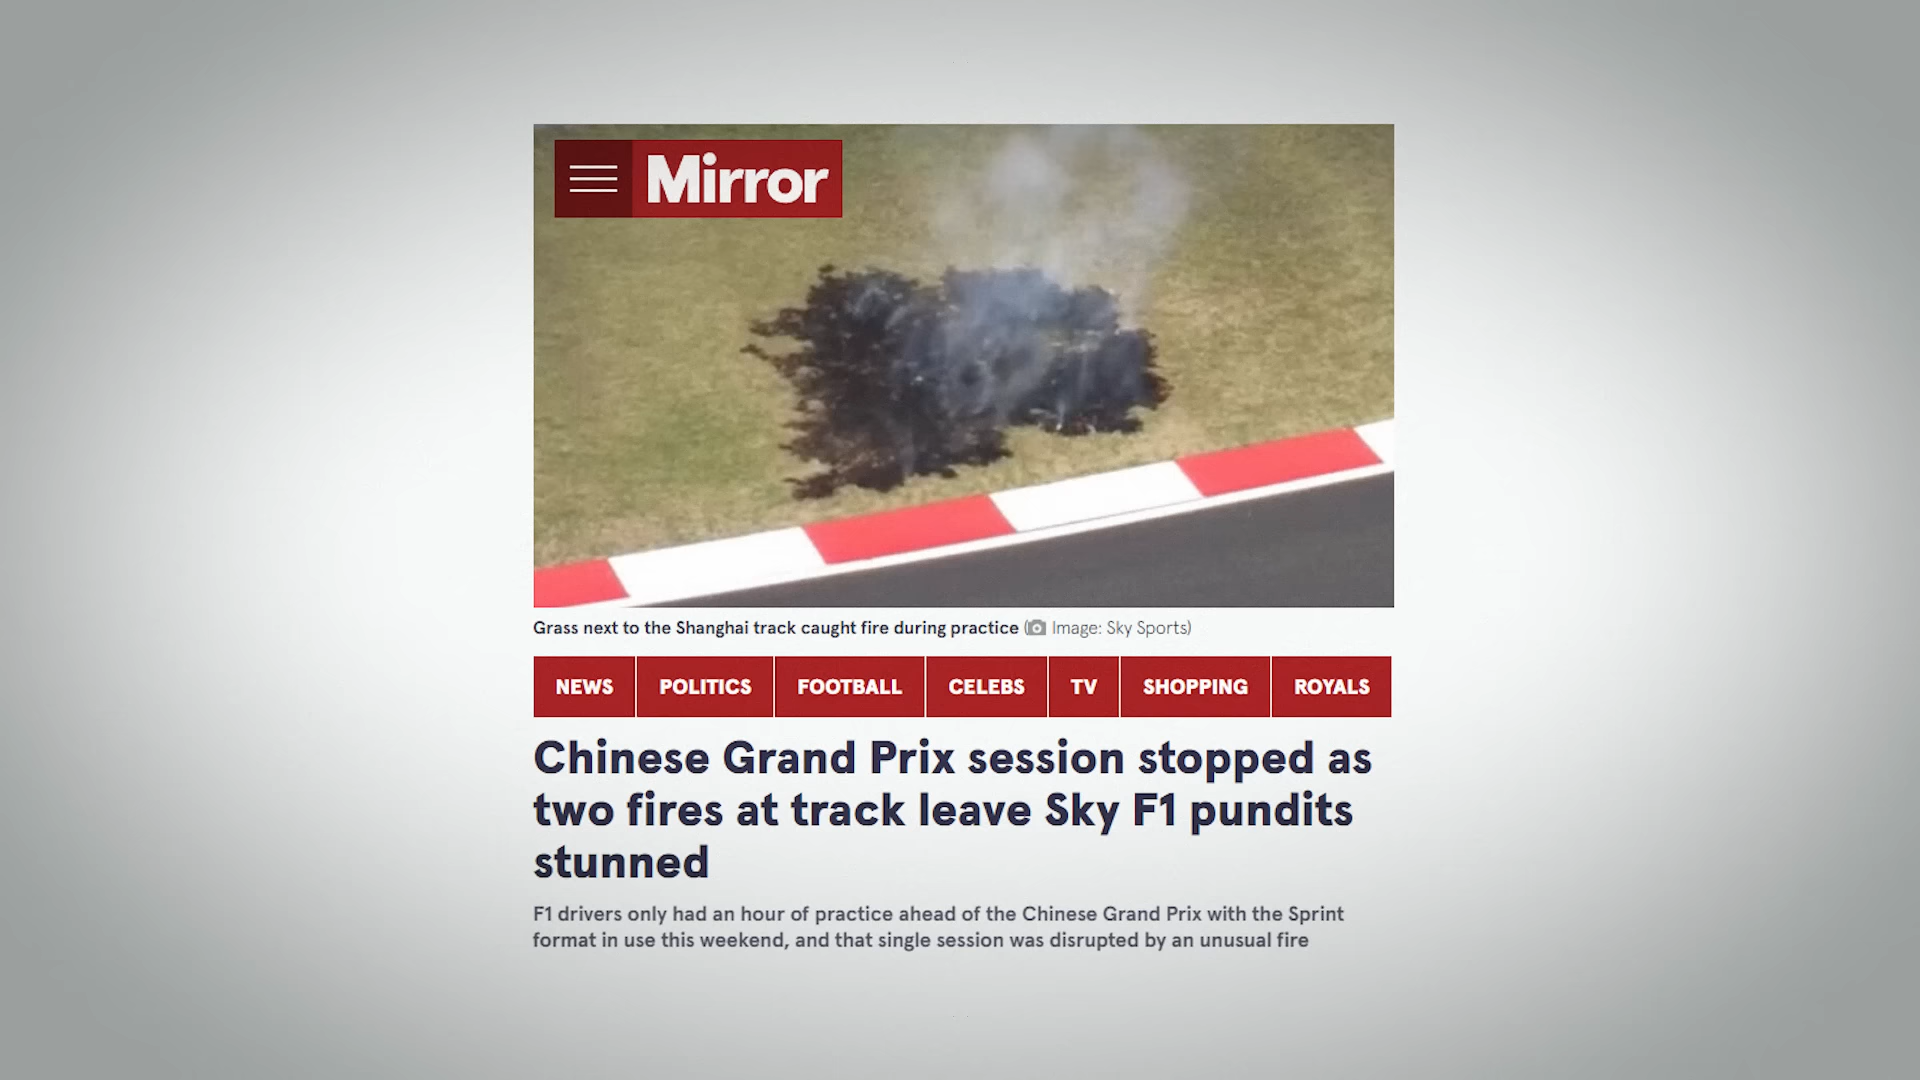 Mirror
Grass next to the Shanghai track caught fire during practice (Image: Sky Sports)
NEWS POLITICS FOOTBALL CELEBS TV SHOPPING ROYALS
Chinese Grand Prix session stopped as
two fires at track leave Sky F1 pundits
stunned
F1 drivers only had an hour of practice ahead of the Chinese Grand Prix with the Sprint
format in use this weekend, and that single session was disrupted by an unusual fire